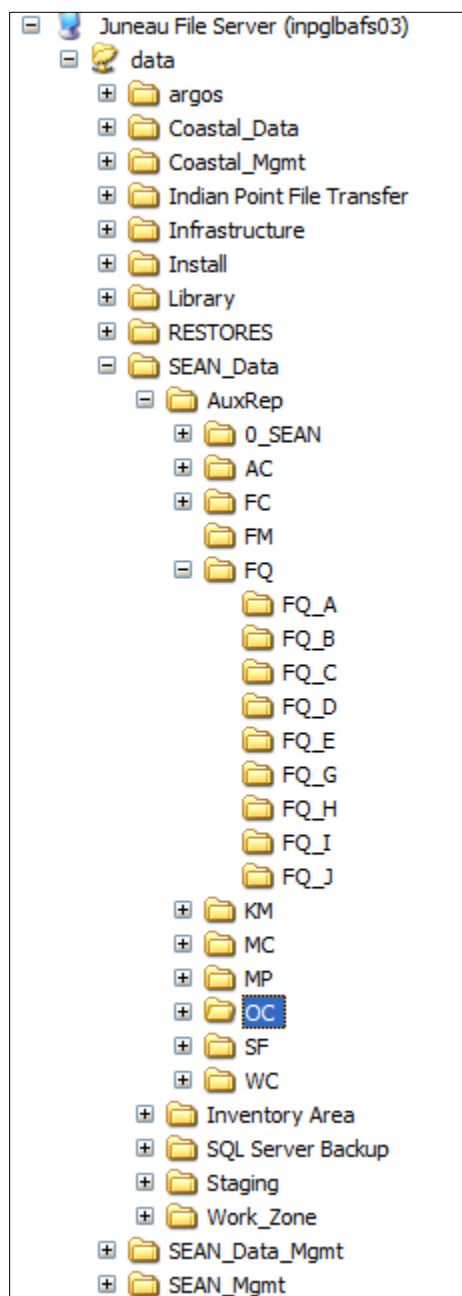 Juneau File Server (inpglbafs03)
data
argos
Coastal_Data
Coastal_Mgmt
Indian Point File Transfer
Infrastructure
Install
Library
RESTORES
SEAN_Data
AuxRep
0_SEAN
AC
FC
FM
FQ
FQ_A
FQ_B
FQ_C
FQ_D
FQ_E
FQ_G
FQ_H
FQ_I
FQ_J
KM
MC
MP
OC
SF
WC
Inventory Area
SQL Server Backup
Staging
Work_Zone
SEAN_Data_Mgmt
SEAN_Mgmt